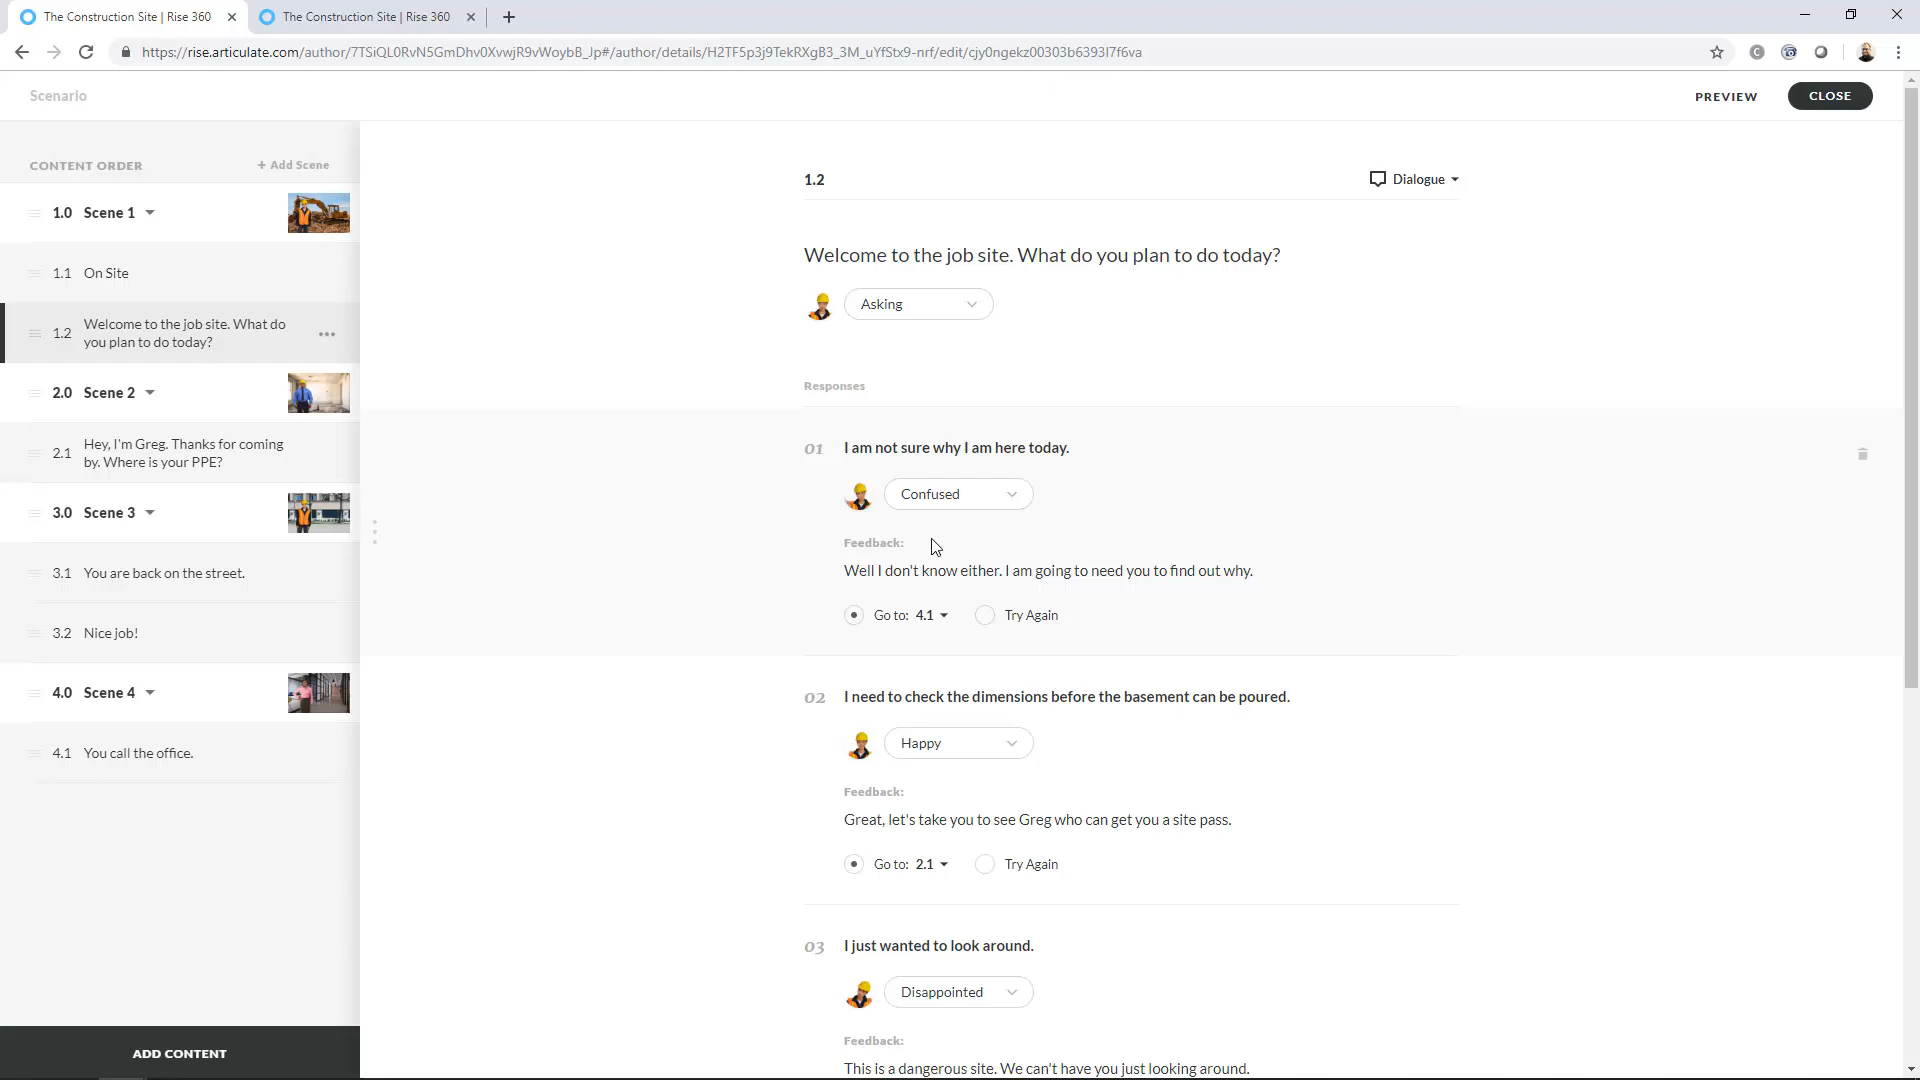 The Construction Site | Rise 360
The Construction Site | Rise 360
https://rise.articulate.com/author/7TSiQL0RvN5GmDhv0XvwjR9vWoybB_Jp#/author/details/H2TF5p3j9TekRXgB3_3M_uYfStx9-nrf/edit/cjy0ngekz00303b6393l7f6va
Scenario
PREVIEW
CLOSE
CONTENT ORDER
+ Add Scene
1.0 Scene 1
1.1 On Site
1.2 Welcome to the job site. What do
you plan to do today?
2.0 Scene 2
2.1 Hey, I'm Greg. Thanks for coming
by. Where is your PPE?
3.0 Scene 3
3.1 You are back on the street.
3.2 Nice job!
4.0 Scene 4
4.1 You call the office.
ADD CONTENT
1.2
Dialogue
Welcome to the job site. What do you plan to do today?
Asking
Responses
01 I am not sure why I am here today.
Confused
Feedback:
Well I don't know either. I am going to need you to find out why.
Go to: 4.1 Try Again
02 I need to check the dimensions before the basement can be poured.
Happy
Feedback:
Great, let's take you to see Greg who can get you a site pass.
Go to: 2.1 Try Again
03 I just wanted to look around.
Disappointed
Feedback:
This is a dangerous site. We can't have you just looking around.